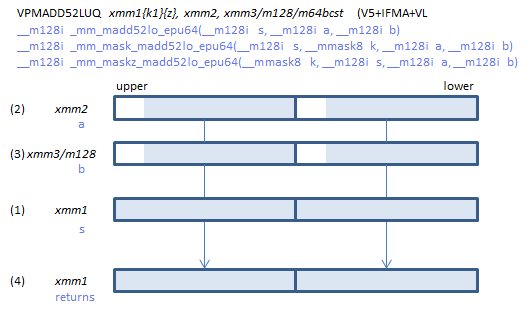 VPMADD52LUQ xmm1{k1}{z}, xmm2, xmm3/m128/m64bcst (V5+IFMA+VL
__m128i _mm_madd52lo_epu64(__m128i s, __m128i a, __m128i b)
__m128i _mm_mask_madd52lo_epu64(__m128i s, __mmask8 k, __m128i a, __m128i b)
__m128i _mm_maskz_madd52lo_epu64(__mmask8 k, __m128i s, __m128i a, __m128i b)
upper lower
(2) xmm2
a
(3) xmm3/m128
b
(1) xmm1
s
(4) xmm1
returns